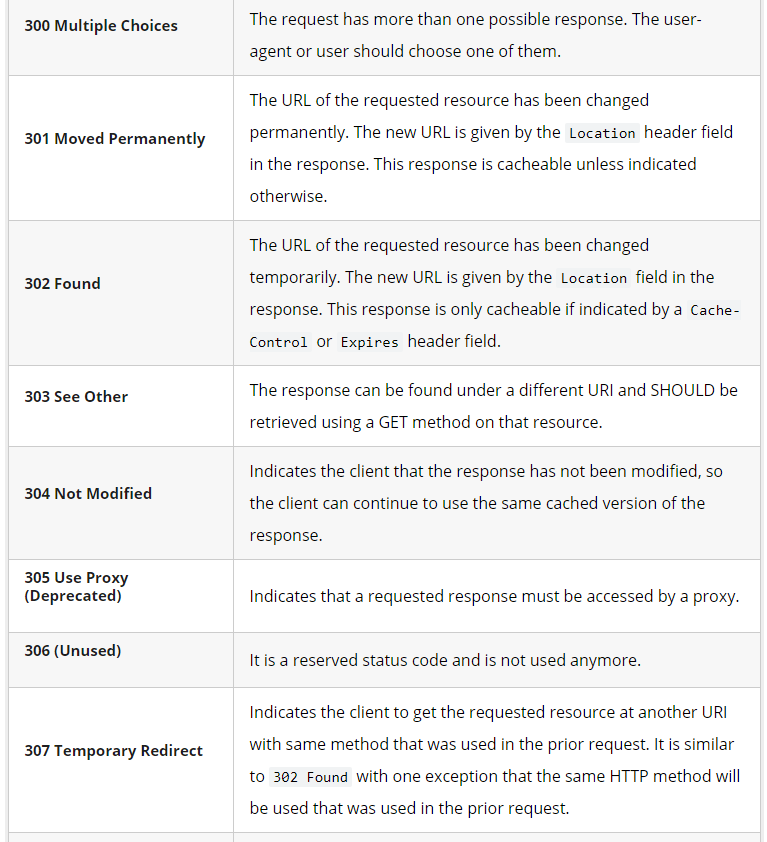 300 Multiple Choices
The request has more than one possible response. The user-
agent or user should choose one of them.
301 Moved Permanently
The URL of the requested resource has been changed
permanently. The new URL is given by the Location header field
in the response. This response is cacheable unless indicated
otherwise.
302 Found
The URL of the requested resource has been changed
temporarily. The new URL is given by the Location field in the
response. This response is only cacheable if indicated by a Cache-
Control or Expires header field.
303 See Other
The response can be found under a different URI and SHOULD be
retrieved using a GET method on that resource.
304 Not Modified
Indicates the client that the response has not been modified, so
the client can continue to use the same cached version of the
response.
305 Use Proxy
(Deprecated)
Indicates that a requested response must be accessed by a proxy.
306 (Unused)
It is a reserved status code and is not used anymore.
307 Temporary Redirect
Indicates the client to get the requested resource at another URI
with same method that was used in the prior request. It is similar
to 302 Found with one exception that the same HTTP method will
be used that was used in the prior request.